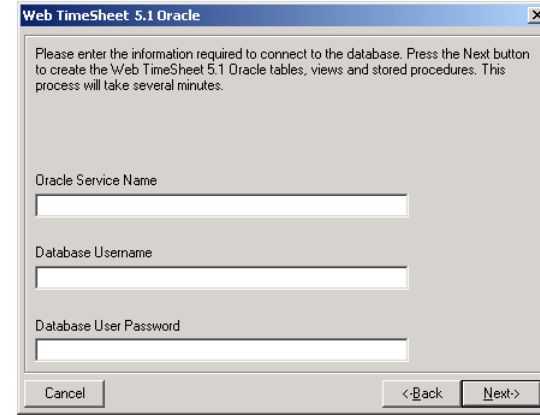 Web TimeSheet 5.1 Oracle
Please enter the information required to connect to the database. Press the Next button
to create the Web TimeSheet 5.1 Oracle tables, views and stored procedures. This
process will take several minutes.
Oracle Service Name
Database Username
Database User Password
Cancel
<-Back
Next->